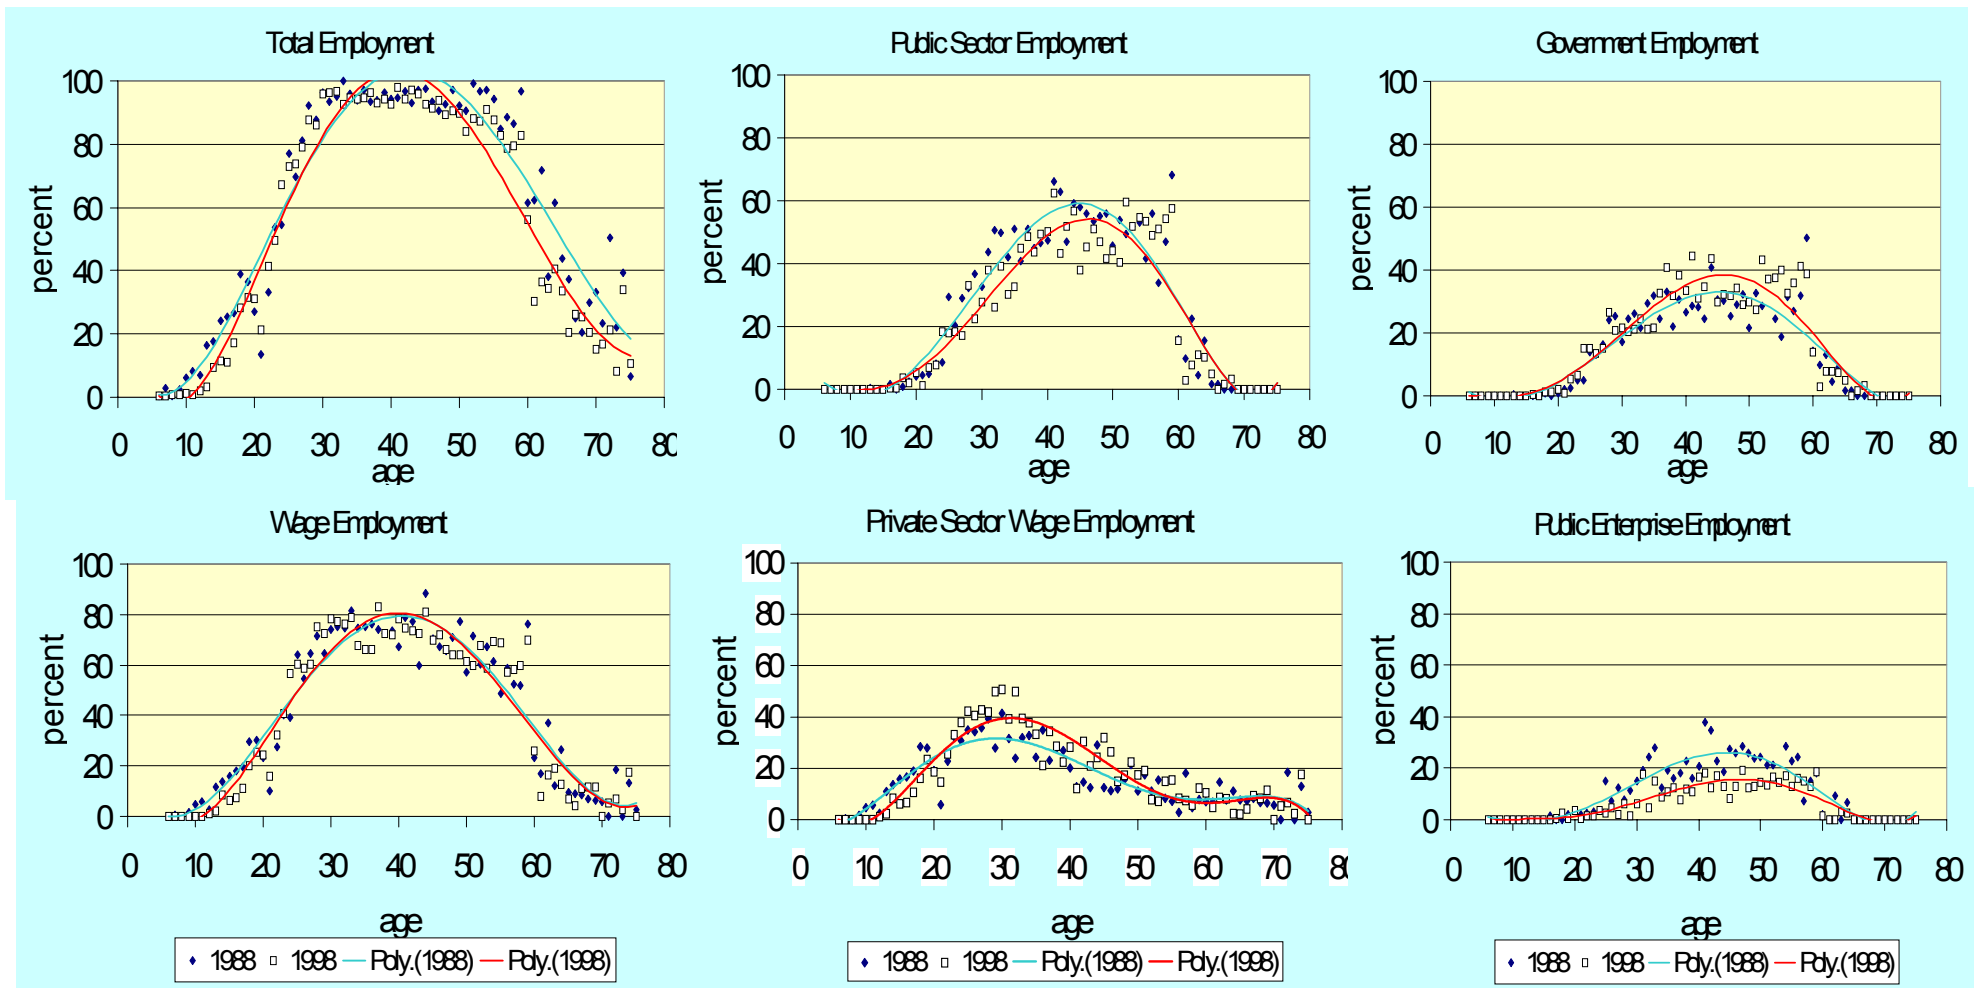 Total Employment
100
80
60
40
20
0
0 10 20 30 40 50 60 70 80
percent
age
Public Sector Employment
100
80
60
40
20
0
0 10 20 30 40 50 60 70 80
percent
age
Government Employment
100
80
60
40
20
0
0 10 20 30 40 50 60 70 80
percent
age
Wage Employment
100
80
60
40
20
0
0 10 20 30 40 50 60 70 80
percent
age
1988 1998 Poly. (1988) Poly. (1998)
Private Sector Wage Employment
100
80
60
40
20
0
0 10 20 30 40 50 60 70 8
percent
age
1988 1998 Poly. (1988) Poly. (1998)
Public Enterprise Employment
100
80
60
40
20
0
0 10 20 30 40 50 60 70 80
percent
age
1988 1998 Poly. (1988) Poly. (1998)